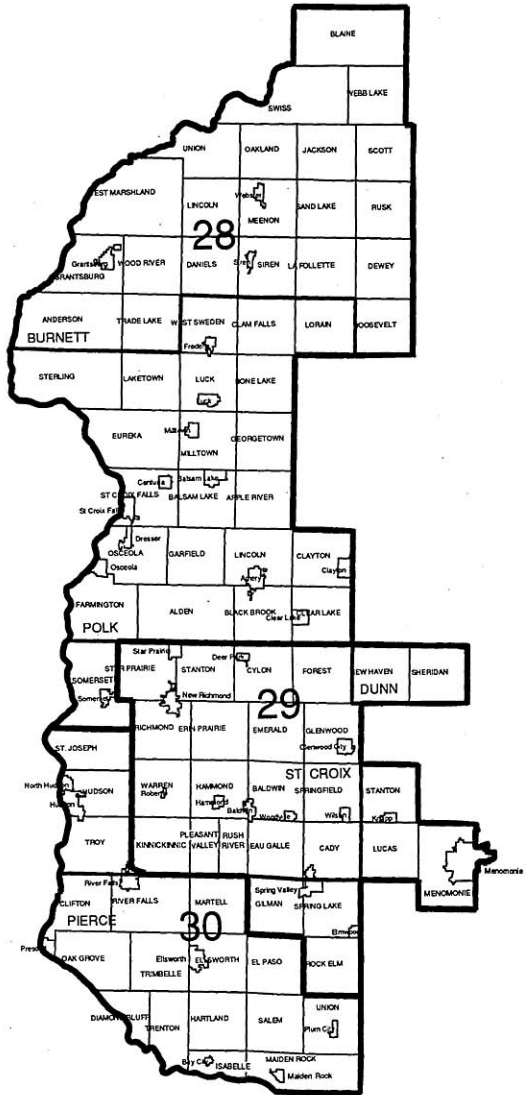 BLAINE
WEBB LAKE
SWISS
UNION OAKLAND JACKSON SCOTT
WEST MARSHLAND
LINCOLN Webster SAND LAKE RUSK
MEENON
28
Grantsburg WOOD RIVER DANIELS Siren SIREN LA FOLLETTE DEWEY
GRANTSBURG
ANDERSON TRADE LAKE WEST SWEDEN CLAM FALLS LORAIN ROOSEVELT
BURNETT
Frederic
STERLING LAKETOWN LUCK BONE LAKE
Luck
EUREKA Milltown GEORGETOWN
MILLTOWN
Centuria Balsam Lake
ST CROIX FALLS BALSAM LAKE APPLE RIVER
St Croix Falls
Dresser
OSCEOLA GARFIELD LINCOLN CLAYTON
Osceola Amery Clayton
FARMINGTON ALDEN BLACK BROOK CLEAR LAKE
Clear Lake
POLK
Star Prairie Deer Park
STAR PRAIRIE STANTON CYLON FOREST NEW HAVEN SHERIDAN
SOMERSET DUNN
Somerset New Richmond 29
RICHMOND ERIN PRAIRIE EMERALD GLENWOOD
ST. JOSEPH Glenwood City
ST CROIX
North Hudson HUDSON WARREN HAMMOND BALDWIN SPRINGFIELD STANTON
Roberts
Hudson Hammond Baldwin Woodville Wilson Knapp
TROY KINNICKINNIC PLEASANT VALLEY RUSH RIVER EAU GALLE CADY LUCAS
Menomonie
MENOMONIE
River Falls Spring Valley
CLIFTON RIVER FALLS MARTELL GILMAN SPRING LAKE
PIERCE 30 Elmwood
Prescott
OAK GROVE Ellsworth ELLSWORTH EL PASO ROCK ELM
TRIMBELLE
DIAMOND BLUFF TRENTON HARTLAND SALEM UNION
Plum City
Bay City ISABELLE MAIDEN ROCK
Maiden Rock